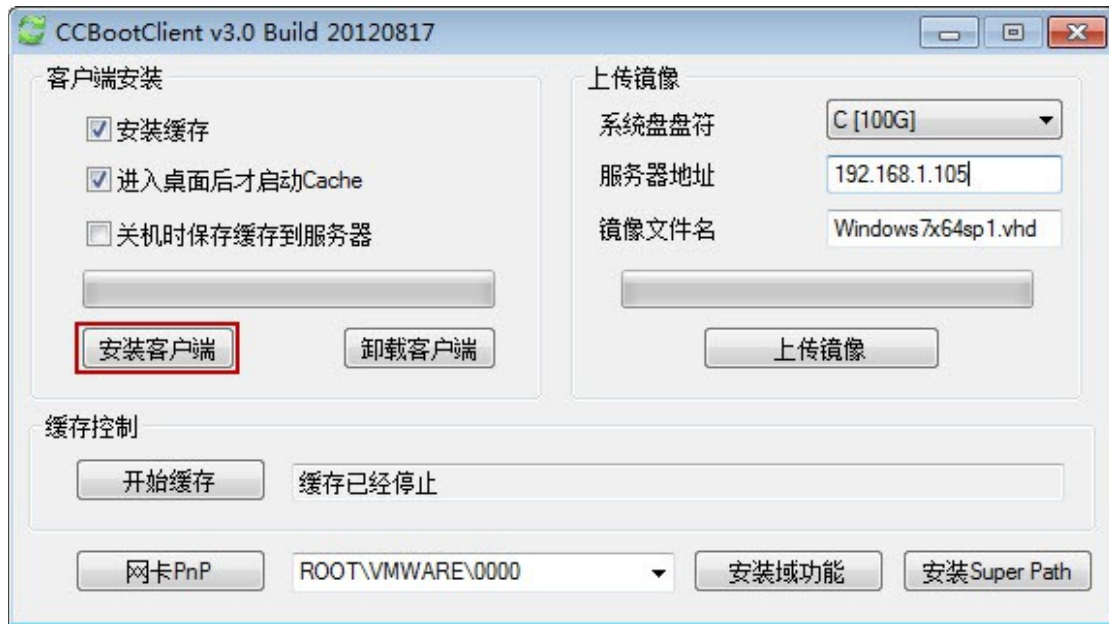 CCBootClient v3.0 Build 20120817
客户端安装
安装缓存
进入桌面后才启动Cache
关机时保存缓存到服务器
安装客户端 卸载客户端
上传镜像
系统盘盘符 C [100G]
服务器地址 192.168.1.105
镜像文件名 Windows7x64sp1.vhd
上传镜像
缓存控制
开始缓存 缓存已经停止
网卡PnP ROOT\VMWARE\0000 安装域功能 安装Super Path